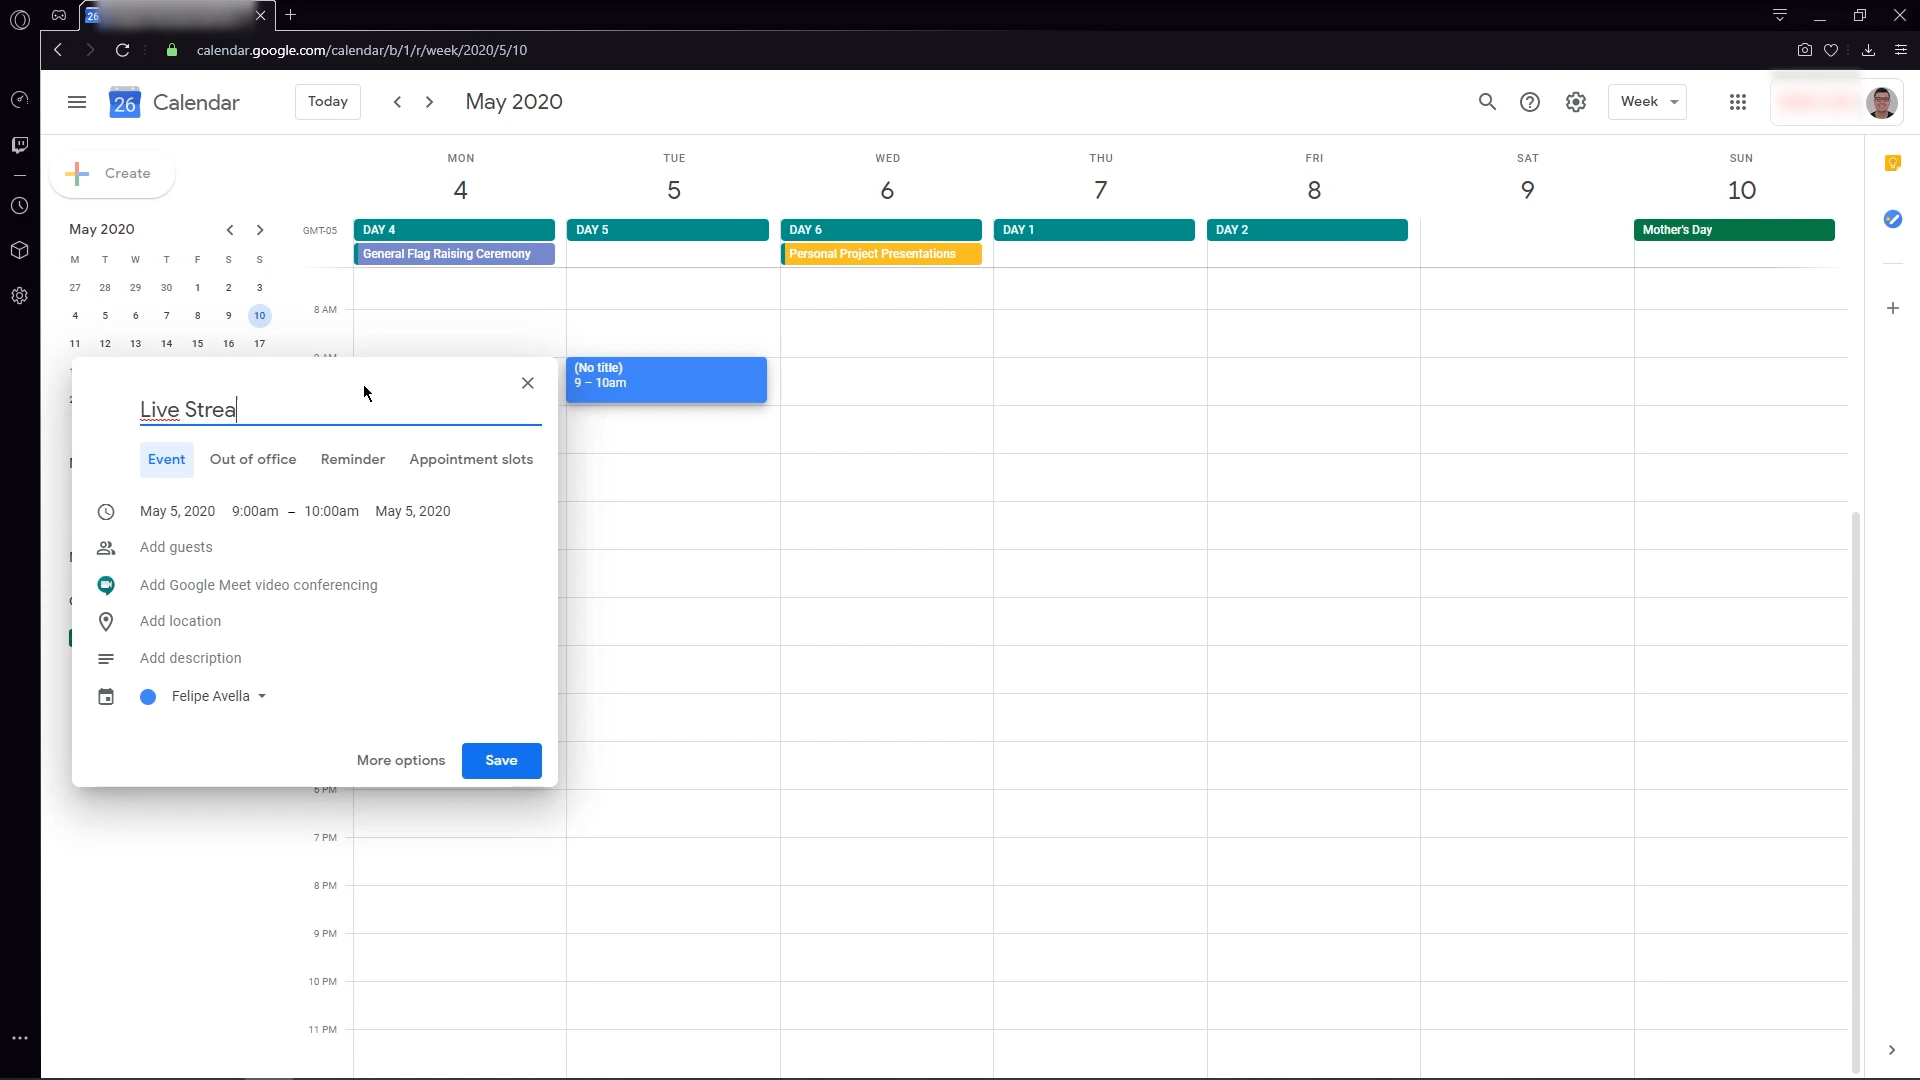 26
calendar.google.com/calendar/b/1/r/week/2020/5/10
26 Calendar
Today
May 2020
Week
Create
MON TUE WED THU FRI SAT SUN
4 5 6 7 8 9 10
May 2020
GMT-05
DAY 4 DAY 5 DAY 6 DAY 1 DAY 2 Mother's Day
General Flag Raising Ceremony Personal Project Presentations
M T W T F S S
27 28 29 30 1 2 3
4 5 6 7 8 9 10
11 12 13 14 15 16 17
8 AM
(No title)
9 – 10am
Live Strea
Event Out of office Reminder Appointment slots
May 5, 2020 9:00am – 10:00am May 5, 2020
Add guests
Add Google Meet video conferencing
Add location
Add description
Felipe Avella
More options Save
6 PM
7 PM
8 PM
9 PM
10 PM
11 PM